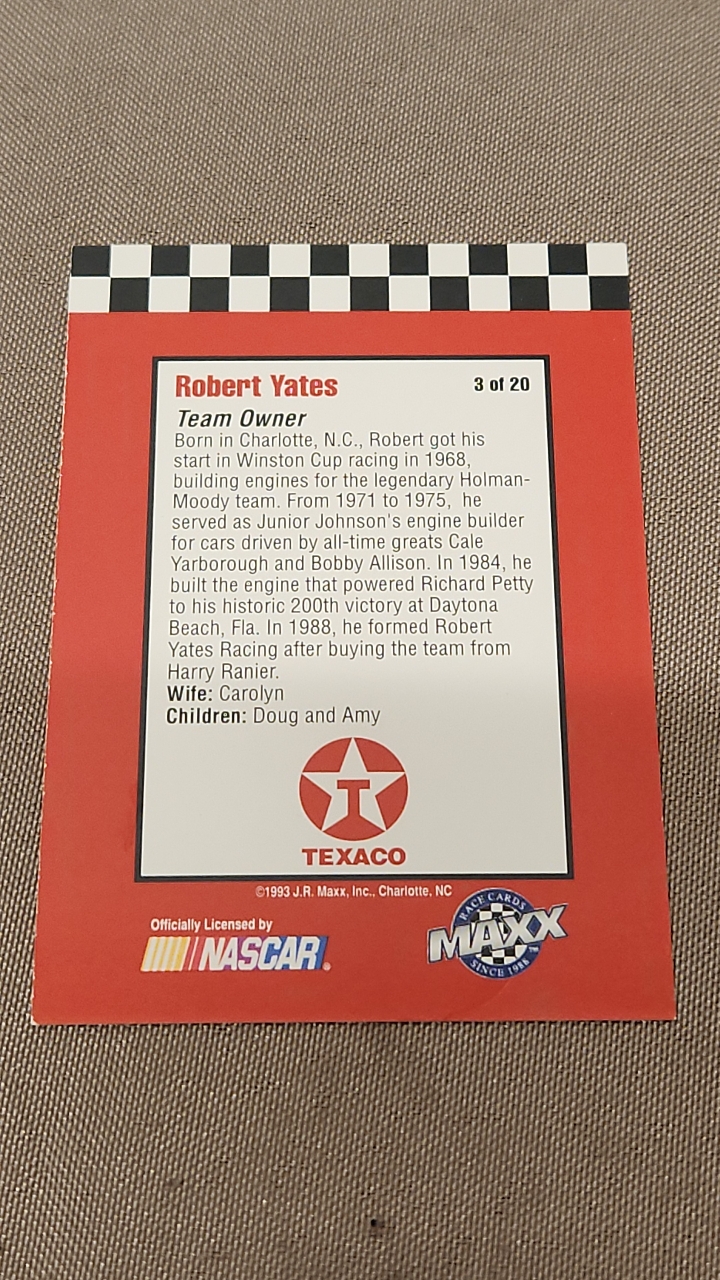 Robert Yates
3 of 20
Team Owner
Born in Charlotte, N.C., Robert got his
start in Winston Cup racing in 1968,
building engines for the legendary Holman-
Moody team. From 1971 to 1975, he
served as Junior Johnson's engine builder
for cars driven by all-time greats Cale
Yarborough and Bobby Allison. In 1984, he
built the engine that powered Richard Petty
to his historic 200th victory at Daytona
Beach, Fla. In 1988, he formed Robert
Yates Racing after buying the team from
Harry Ranier.
Wife: Carolyn
Children: Doug and Amy
T
TEXACO
©1993 J.R. Maxx, Inc., Charlotte, NC
Officially Licensed by
NASCAR
RACE CARDS
MAXX
SINCE 1988